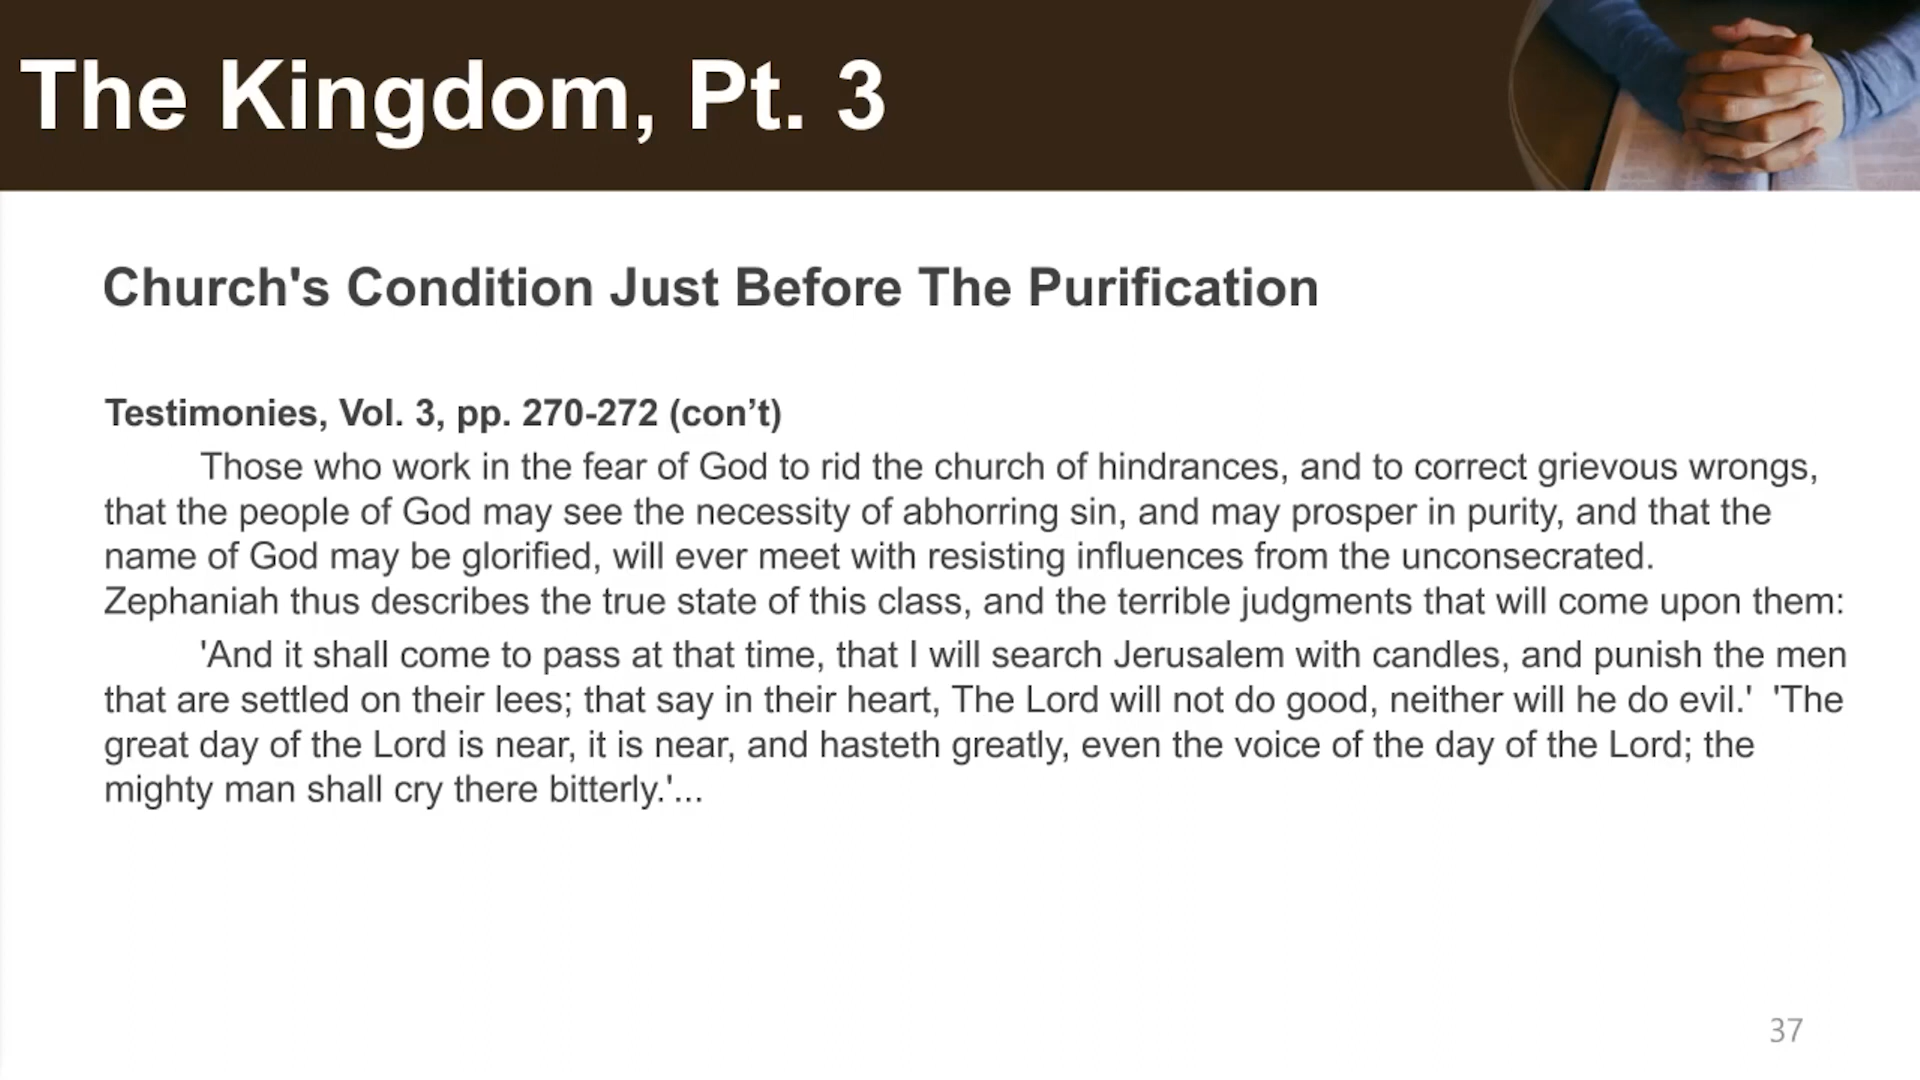 The Kingdom, Pt. 3
Church's Condition Just Before The Purification
Testimonies, Vol. 3, pp. 270-272 (con’t)
Those who work in the fear of God to rid the church of hindrances, and to correct grievous wrongs,
that the people of God may see the necessity of abhorring sin, and may prosper in purity, and that the
name of God may be glorified, will ever meet with resisting influences from the unconsecrated.
Zephaniah thus describes the true state of this class, and the terrible judgments that will come upon them:
'And it shall come to pass at that time, that I will search Jerusalem with candles, and punish the men
that are settled on their lees; that say in their heart, The Lord will not do good, neither will he do evil.'  'The
great day of the Lord is near, it is near, and hasteth greatly, even the voice of the day of the Lord; the
mighty man shall cry there bitterly.'...
37